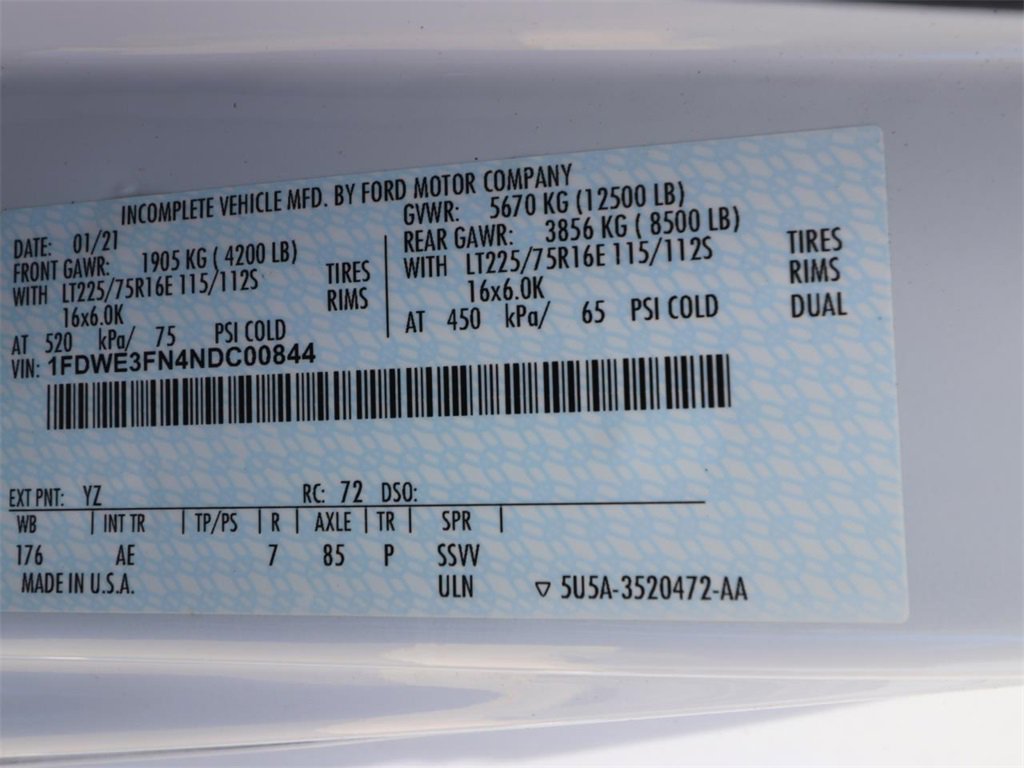 INCOMPLETE VEHICLE MFD. BY FORD MOTOR COMPANY
DATE: 01/21
GVWR: 5670 KG (12500 LB)
FRONT GAWR: 1905 KG ( 4200 LB)
REAR GAWR: 3856 KG ( 8500 LB)
WITH LT225/75R16E 115/112S TIRES
WITH LT225/75R16E 115/112S TIRES
16x6.0K RIMS
16x6.0K RIMS
AT 520 kPa/ 75 PSI COLD
AT 450 kPa/ 65 PSI COLD DUAL
VIN: 1FDWE3FN4NDC00844
EXT PNT: YZ RC: 72 DSO:
WB | INT TR | TP/PS | R | AXLE | TR | SPR |
176 AE 7 85 P SSVV
MADE IN U.S.A. ULN ▽ 5U5A-3520472-AA